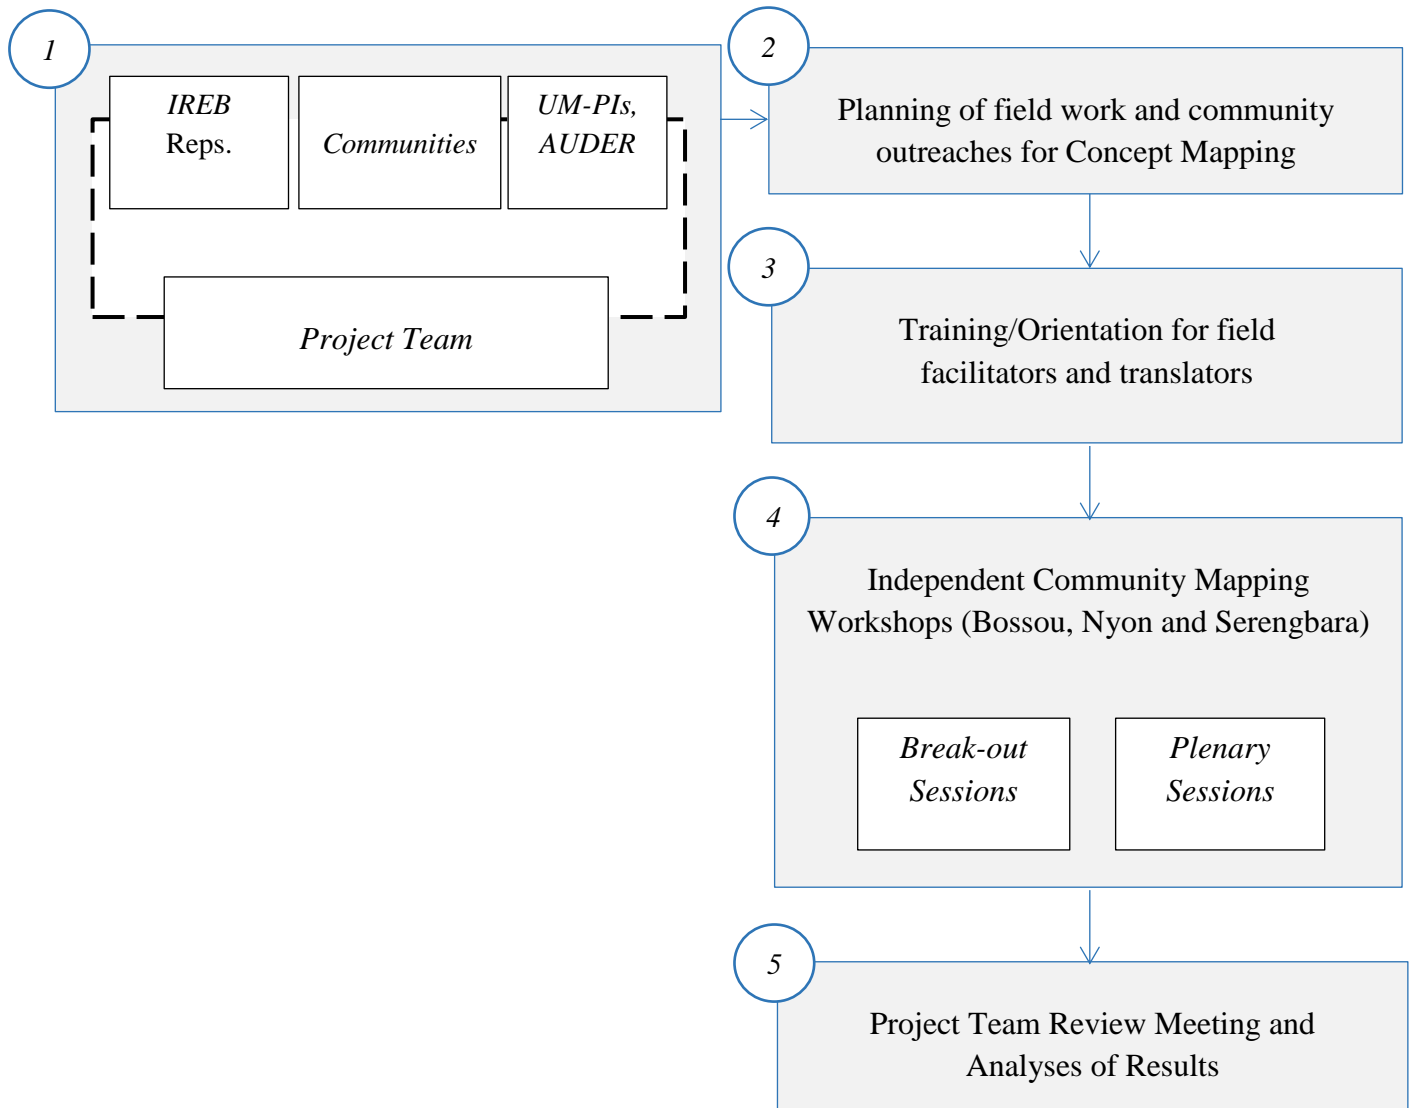 1
IREB
Reps.
Communities
UM-PIs,
AUDER
Project Team
2
Planning of field work and community
outreaches for Concept Mapping
3
Training/Orientation for field
facilitators and translators
4
Independent Community Mapping
Workshops (Bossou, Nyon and Serengbara)
Break-out
Sessions
Plenary
Sessions
5
Project Team Review Meeting and
Analyses of Results